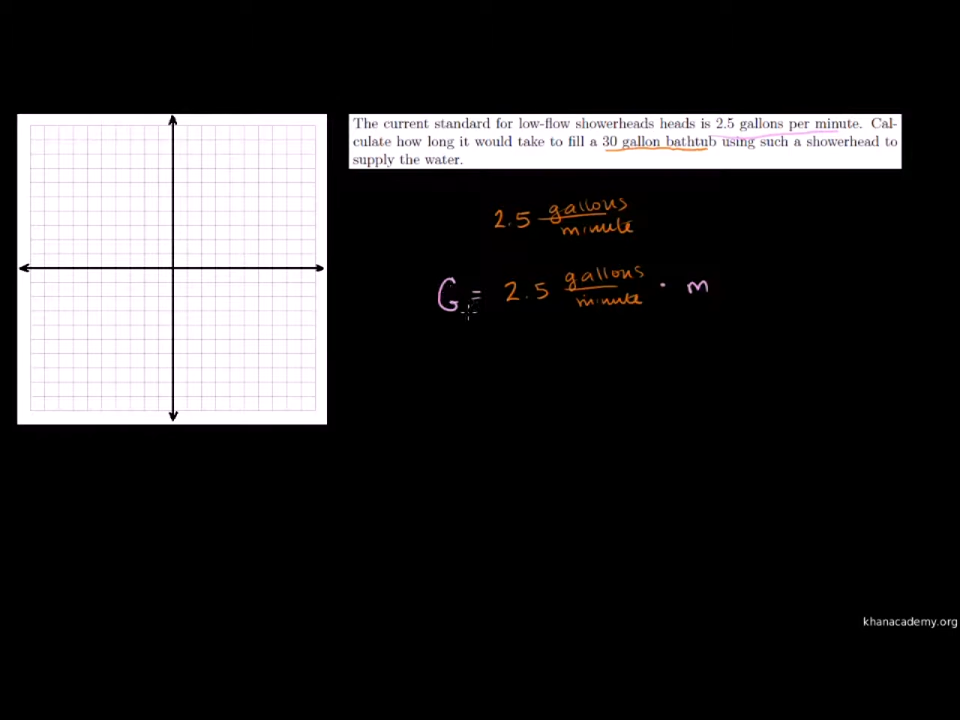 The current standard for low-flow showerheads heads is 2.5 gallons per minute. Cal-
culate how long it would take to fill a 30 gallon bathtub using such a showerhead to
supply the water.
2.5 gallons
minute
G = 2.5 gallons
minute · m
khanacademy.org